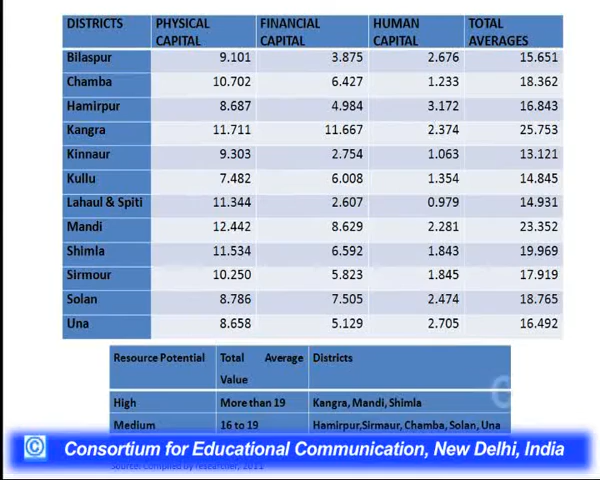 DISTRICTS PHYSICAL CAPITAL FINANCIAL CAPITAL HUMAN CAPITAL TOTAL AVERAGES
Bilaspur 9.101 3.875 2.676 15.651
Chamba 10.702 6.427 1.233 18.362
Hamirpur 8.687 4.984 3.172 16.843
Kangra 11.711 11.667 2.374 25.753
Kinnaur 9.303 2.754 1.063 13.121
Kullu 7.482 6.008 1.354 14.845
Lahaul & Spiti 11.344 2.607 0.979 14.931
Mandi 12.442 8.629 2.281 23.352
Shimla 11.534 6.592 1.843 19.969
Sirmour 10.250 5.823 1.845 17.919
Solan 8.786 7.505 2.474 18.765
Una 8.658 5.129 2.705 16.492
Resource Potential Total Average Value Districts
High More than 19 Kangra, Mandi, Shimla
Medium 16 to 19 Hamirpur,Sirmaur, Chamba, Solan, Una
© Consortium for Educational Communication, New Delhi, India
Source: Compiled by researcher, 2011